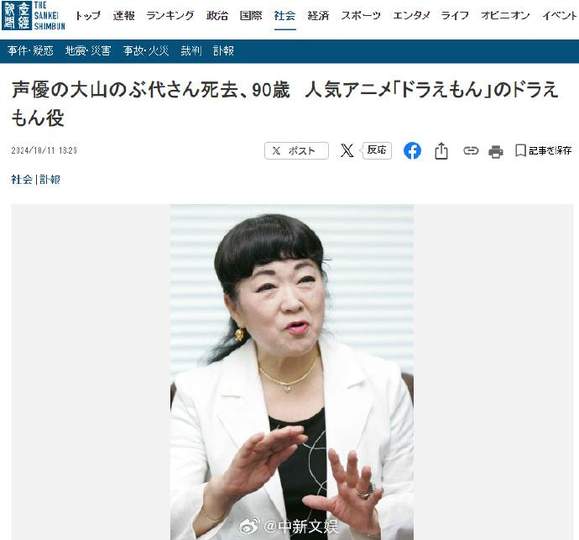 産経新聞
THE SANKEI SHIMBUN
トップ 速報 ランキング 政治 国際 社会 経済 スポーツ エンタメ ライフ オピニオン イベント
事件・疑惑 地震・災害 事故・火災 裁判 訃報
声優の大山のぶ代さん死去、90歳 人気アニメ「ドラえもん」のドラえ
もん役
2024/10/11 13:25
X ポスト X 反応 記事を保存
社会|訃報
@中新文娱